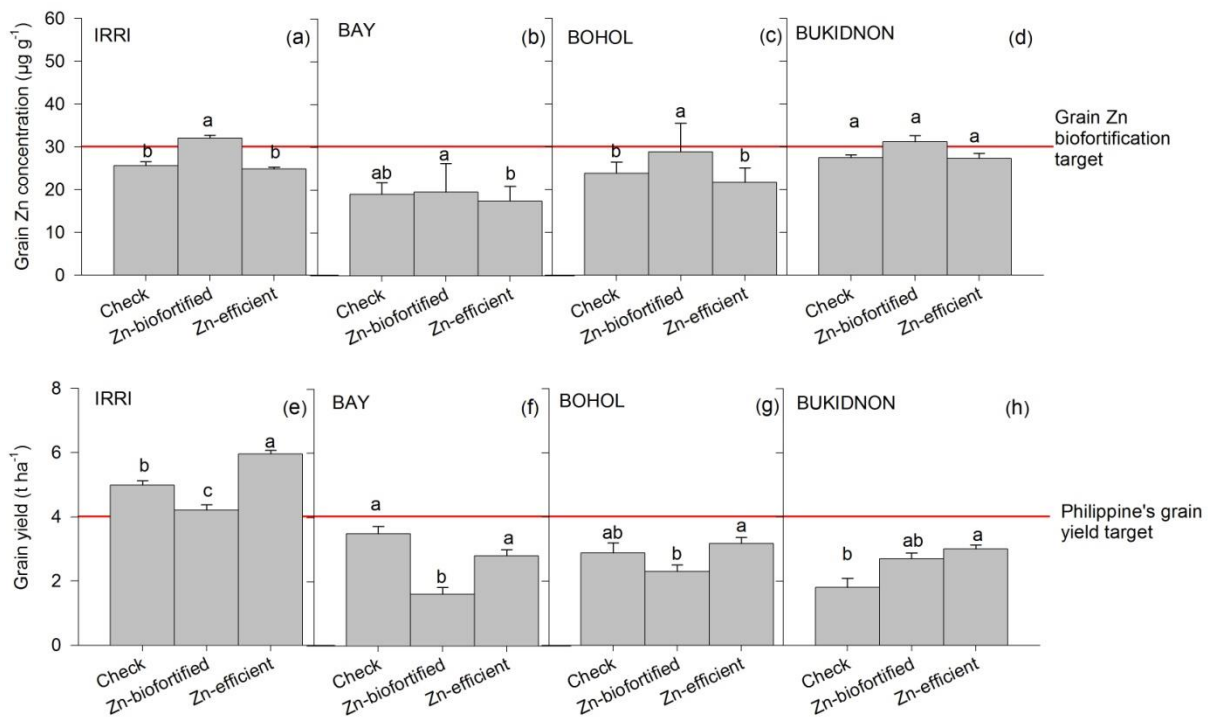 60
50
40
30
20
10
0
Grain Zn concentration (µg g⁻¹)
IRRI
(a)
b
a
b
Check
Zn-biofortified
Zn-efficient
BAY
(b)
ab
a
b
Check
Zn-biofortified
Zn-efficient
BOHOL
(c)
b
a
b
Check
Zn-biofortified
Zn-efficient
BUKIDNON
(d)
a
a
a
Check
Zn-biofortified
Zn-efficient
Grain Zn
biofortification
target
8
6
4
2
0
Grain yield (t ha⁻¹)
IRRI
(e)
b
c
a
Check
Zn-biofortified
Zn-efficient
BAY
(f)
a
b
a
Check
Zn-biofortified
Zn-efficient
BOHOL
(g)
ab
b
a
Check
Zn-biofortified
Zn-efficient
BUKIDNON
(h)
b
ab
a
Check
Zn-biofortified
Zn-efficient
Philippine's grain
yield target